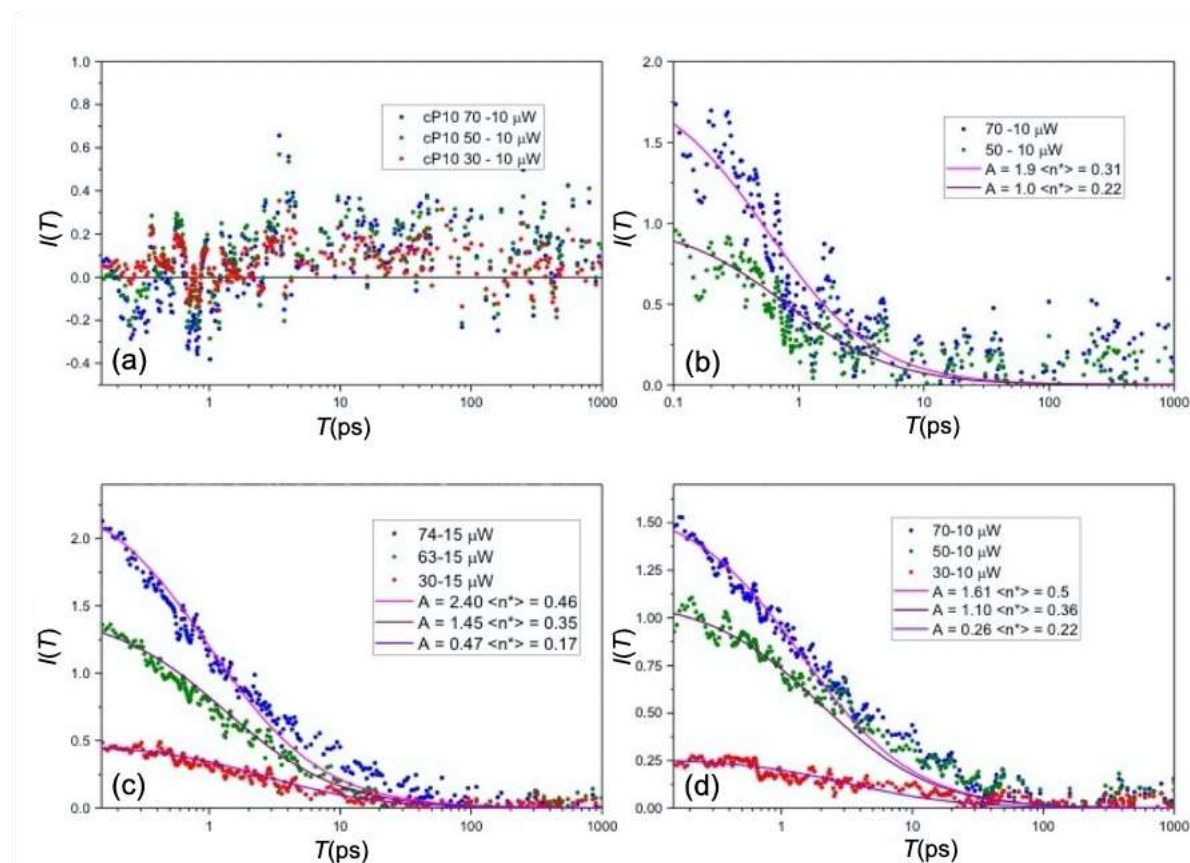 1.0
0.8
0.6
0.4
0.2
0.0
-0.2
-0.4
I(T)
cP10 70 -10 μW
cP10 50 - 10 μW
cP10 30 - 10 μW
(a)
1
10
100
1000
T(ps)
2.0
1.5
1.0
0.5
0.0
I(T)
70 -10 μW
50 - 10 μW
A = 1.9 <n*> = 0.31
A = 1.0 <n*> = 0.22
(b)
0.1
1
10
100
1000
T(ps)
2.0
1.5
1.0
0.5
0.0
I(T)
74-15 μW
63-15 μW
30-15 μW
A = 2.40 <n*> = 0.46
A = 1.45 <n*> = 0.35
A = 0.47 <n*> = 0.17
(c)
1
10
100
1000
T(ps)
1.50
1.25
1.00
0.75
0.50
0.25
0.00
I(T)
70-10 μW
50-10 μW
30-10 μW
A = 1.61 <n*> = 0.5
A = 1.10 <n*> = 0.36
A = 0.26 <n*> = 0.22
(d)
1
10
100
1000
T(ps)